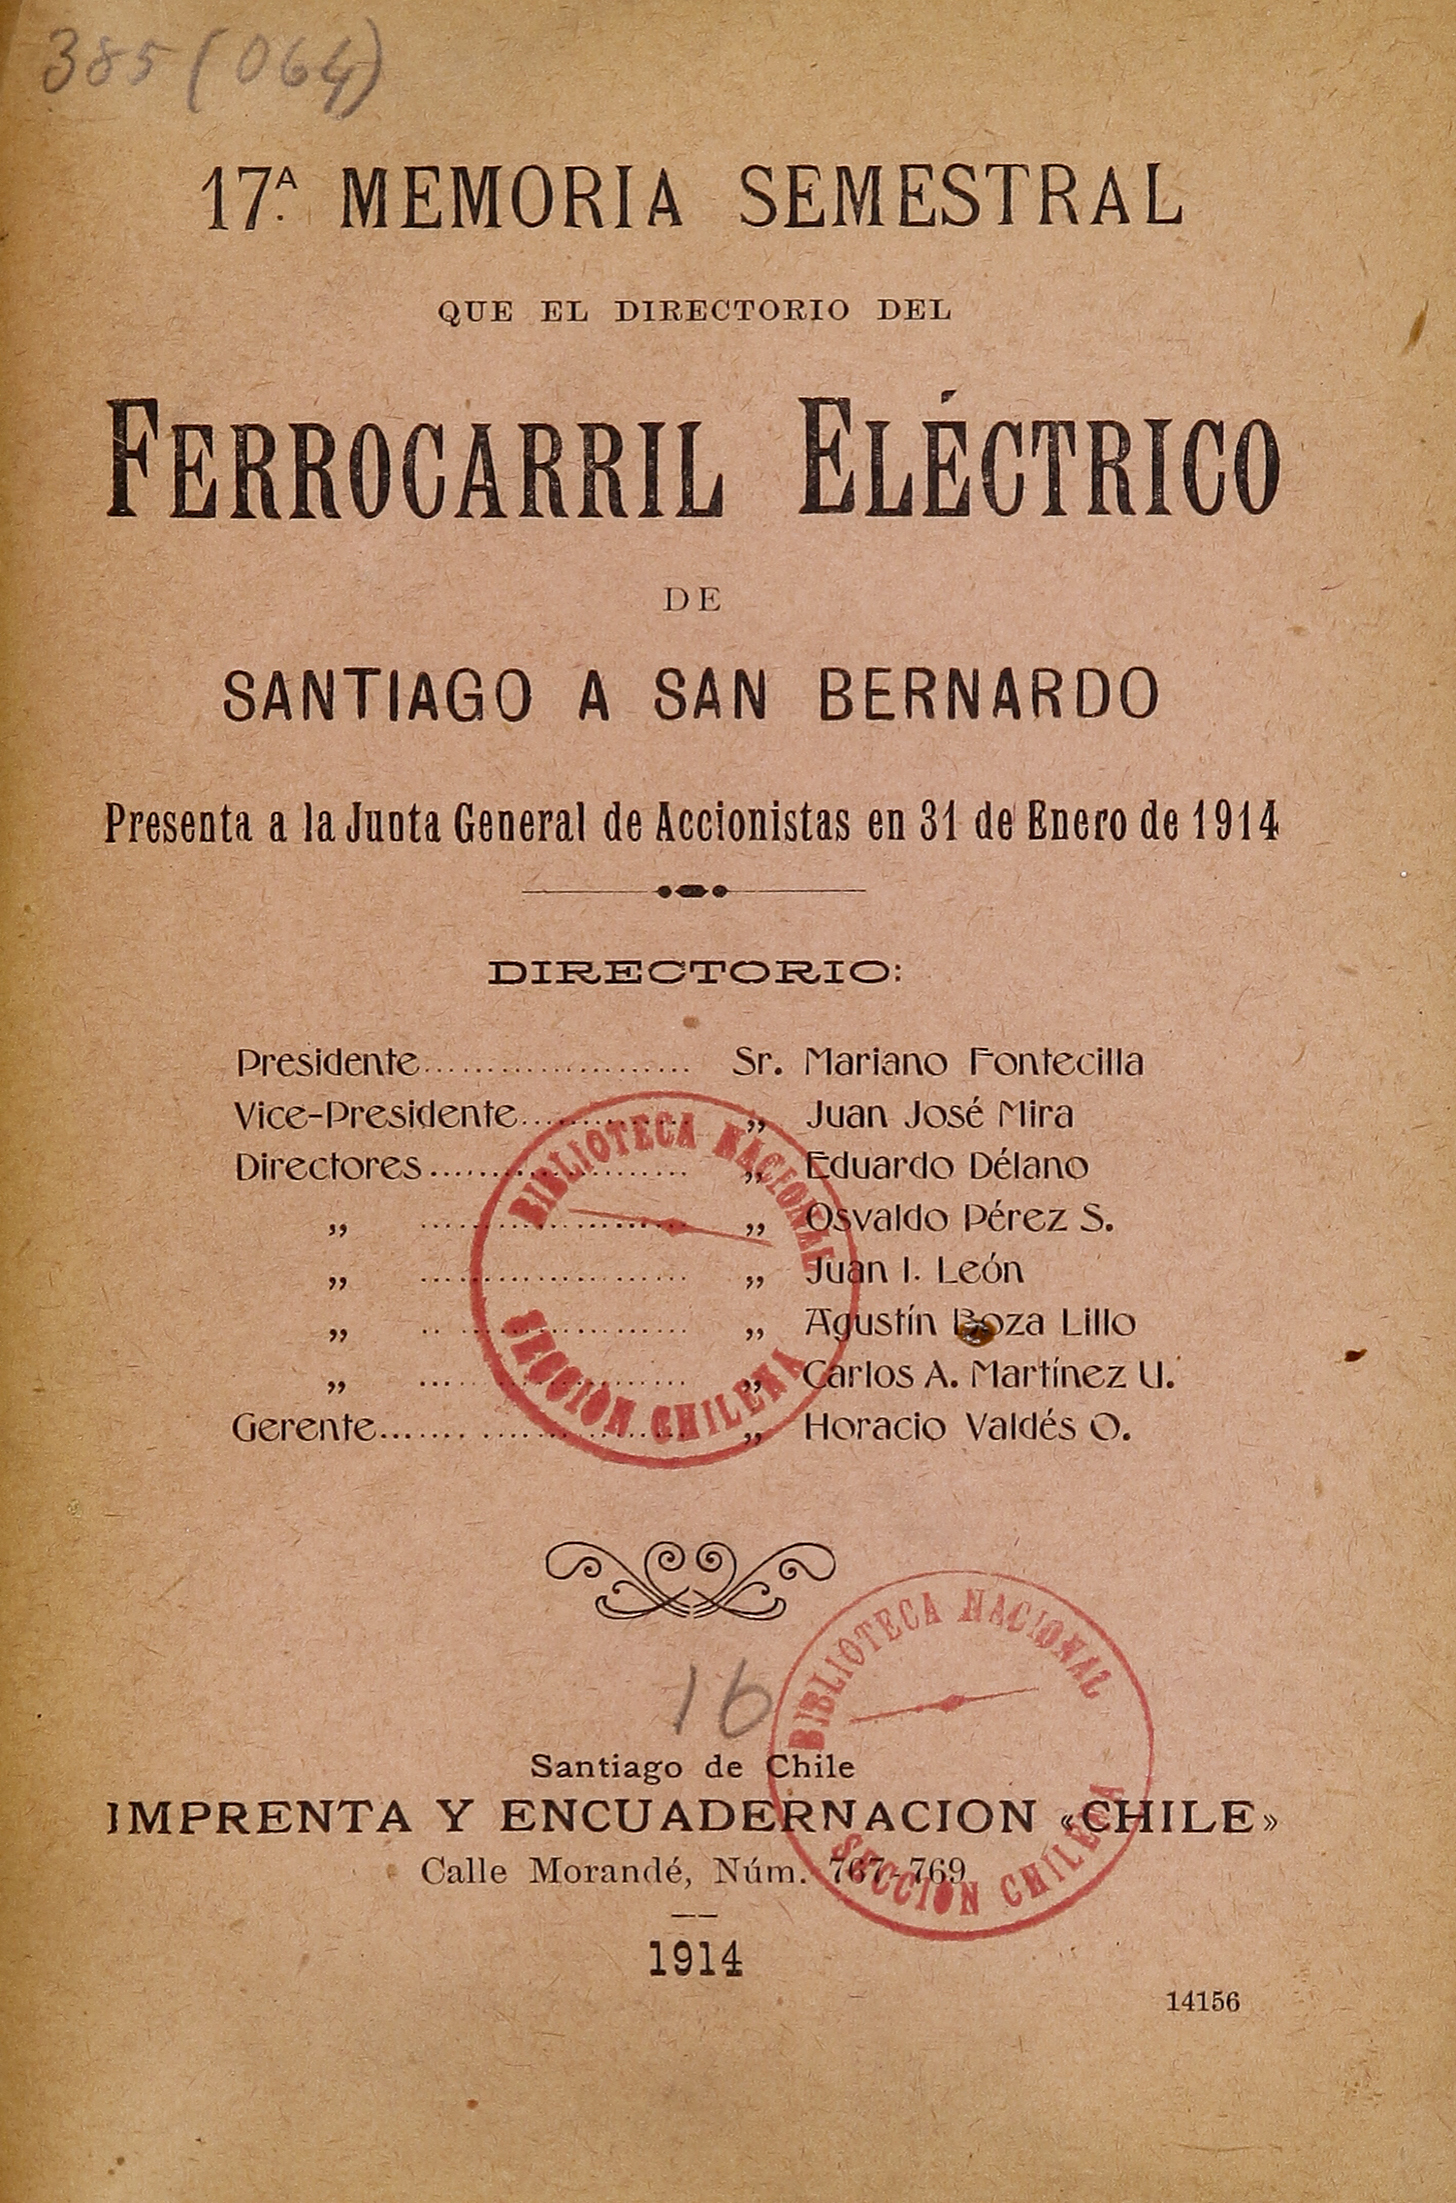 385 (064)
17.ᴬ MEMORIA SEMESTRAL
QUE EL DIRECTORIO DEL
FERROCARRIL ELÉCTRICO
DE
SANTIAGO A SAN BERNARDO
Presenta a la Junta General de Accionistas en 31 de Enero de 1914
DIRECTORIO:
Presidente..................... Sr. Mariano Fontecilla
Vice-Presidente............. „ Juan José Mira
Directores..................... „ Eduardo Délano
„ ..................... „ Osvaldo Pérez S.
„ ..................... „ Juan I. León
„ ..................... „ Agustín Boza Lillo
„ ..................... „ Carlos A. Martínez U.
Gerente........................ „ Horacio Valdés O.
BIBLIOTECA NACIONAL
SECCIÓN CHILENA
16
BIBLIOTECA NACIONAL
SECCIÓN CHILENA
Santiago de Chile
IMPRENTA Y ENCUADERNACION «CHILE»
Calle Morandé, Núm. 767-769
1914
14156